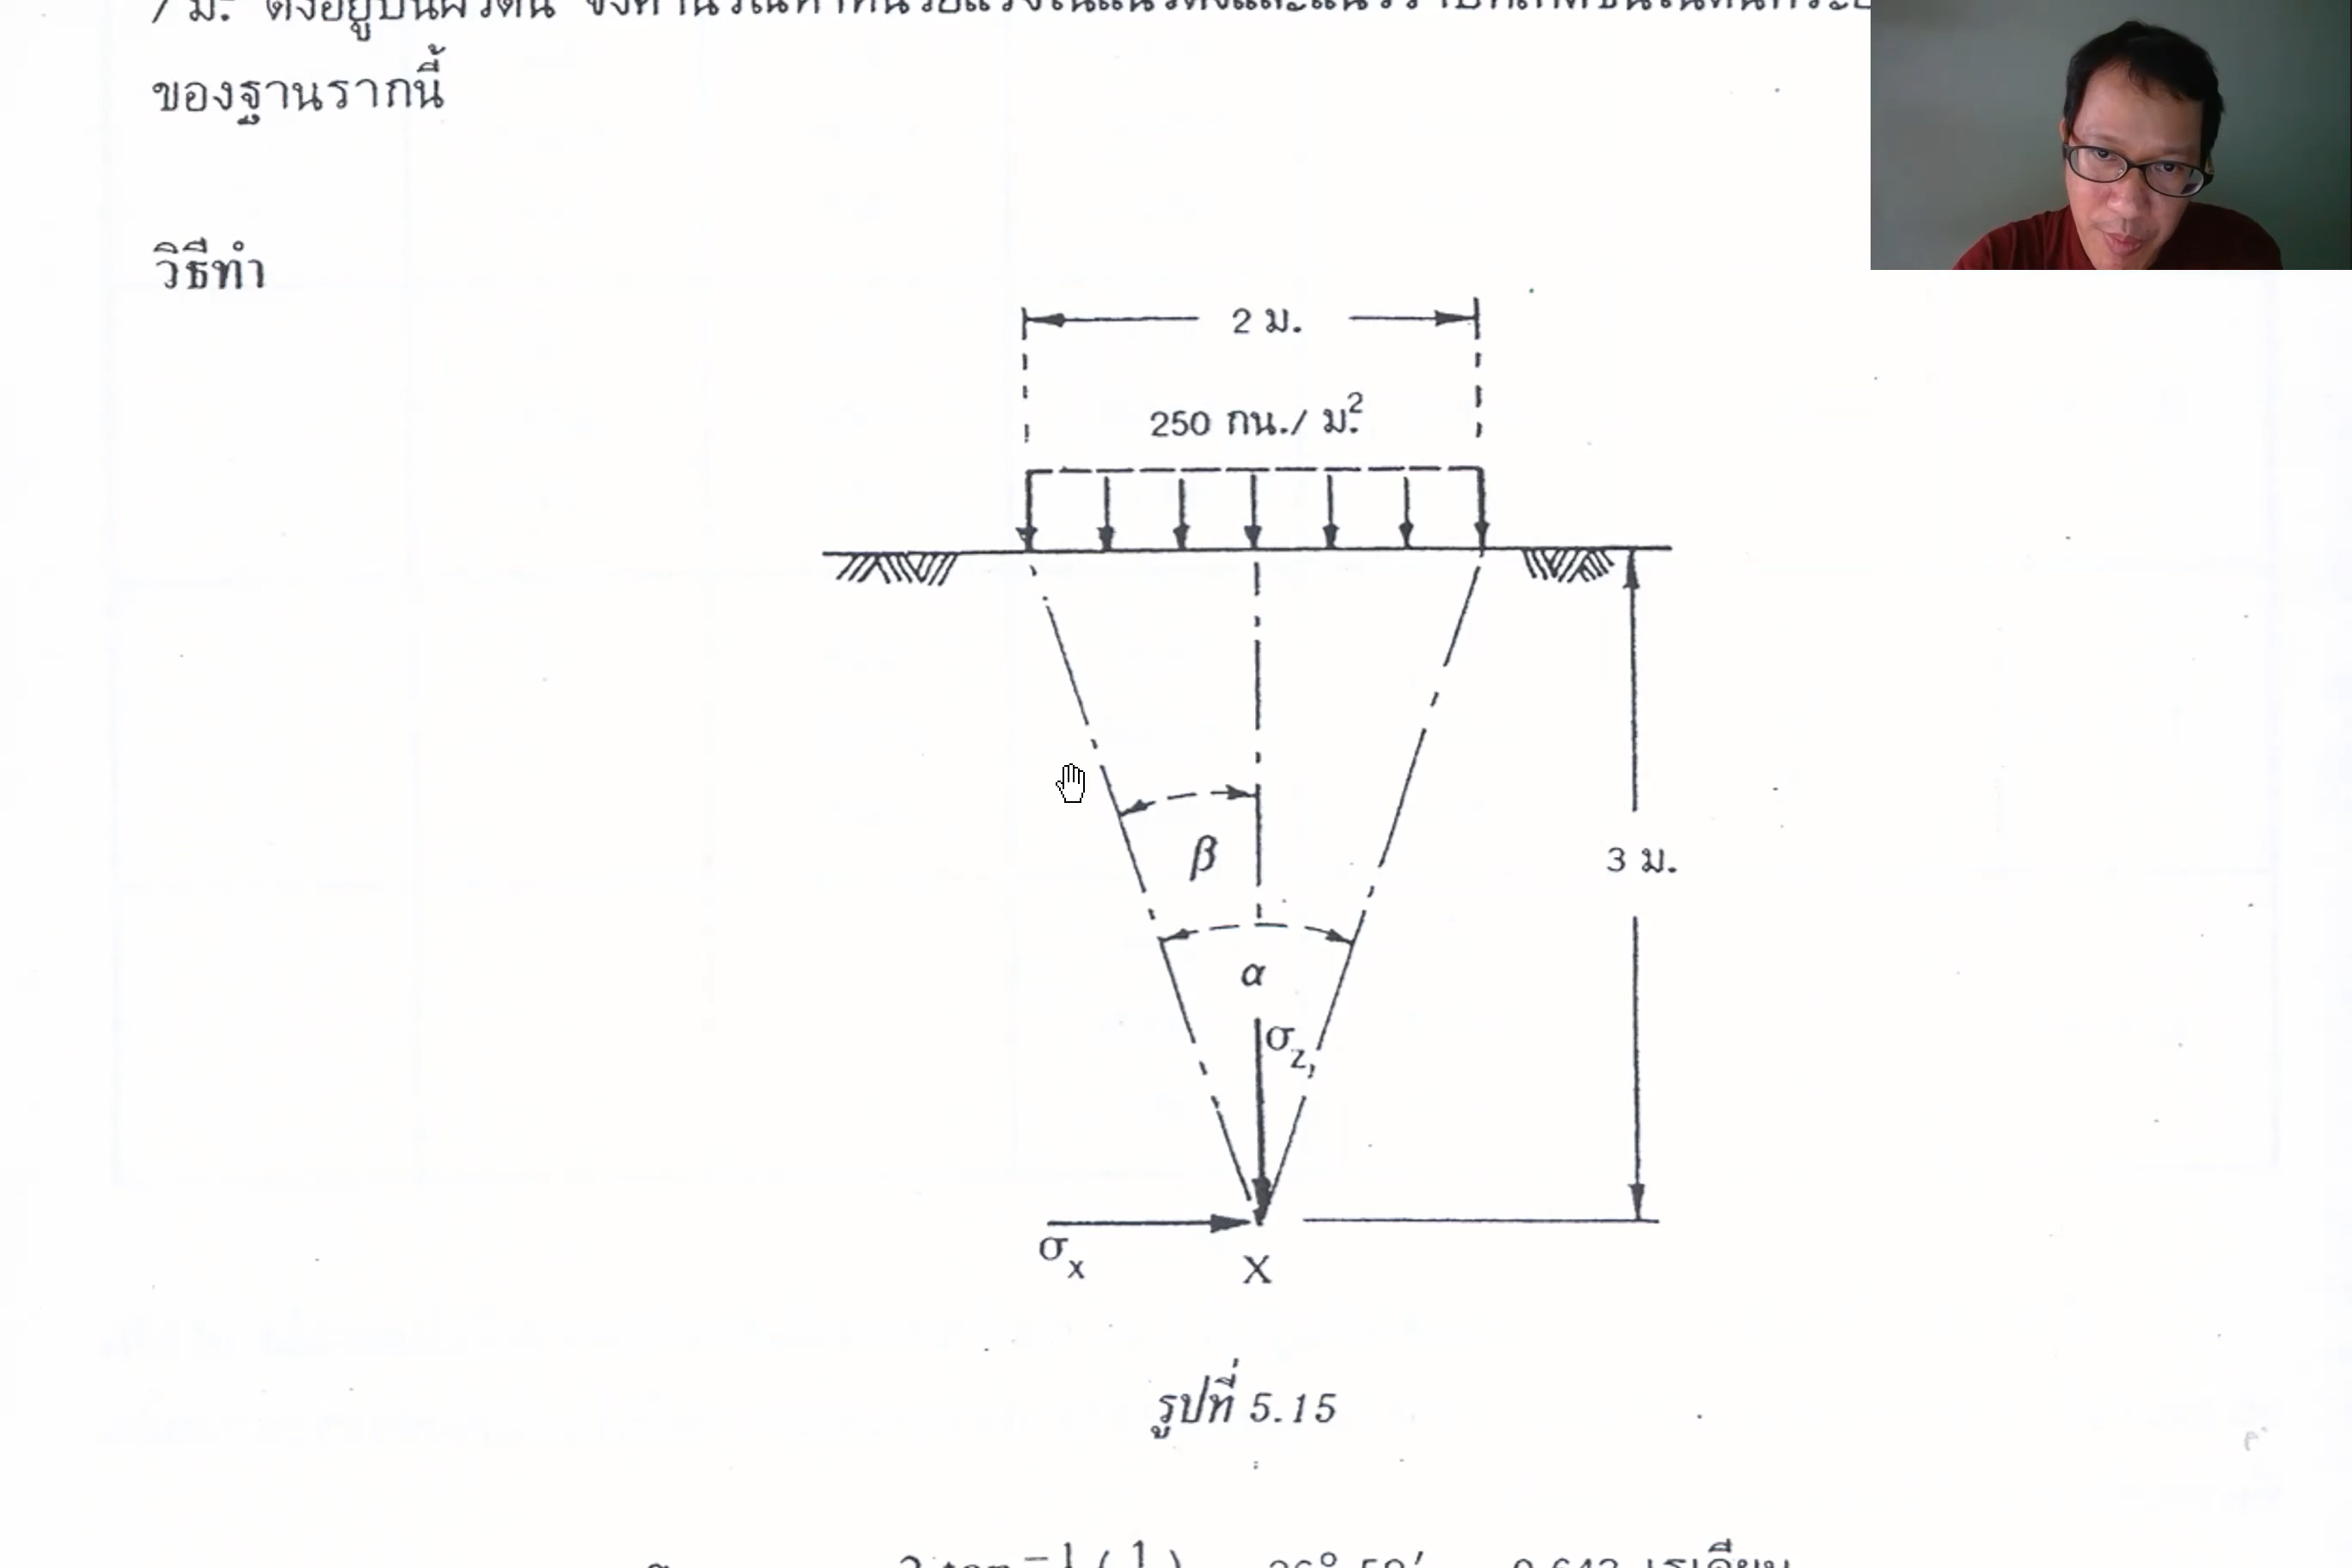 ของฐานรากนี้
วิธีทำ
2 ม.
250 กน./ ม.²
β
3 ม.
α
σz
σx
X
รูปที่ 5.15